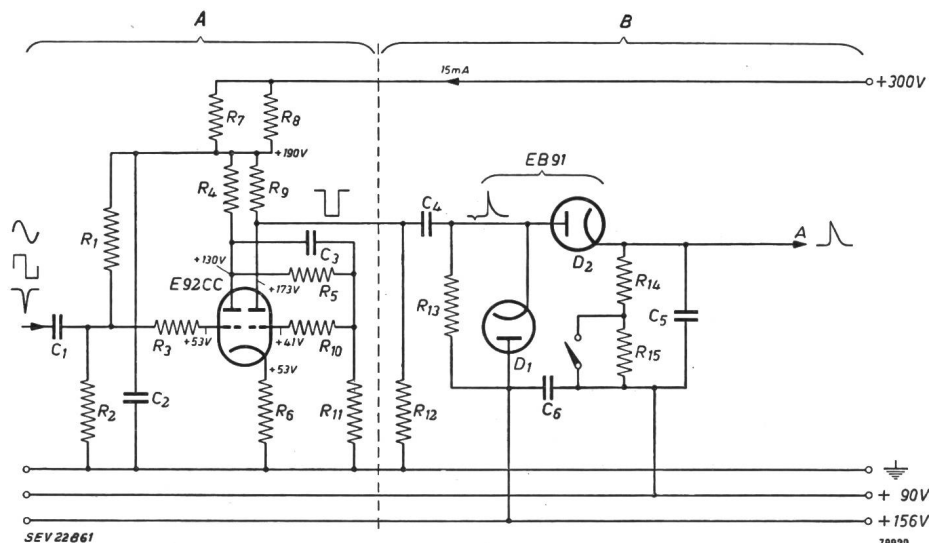 A B
15mA
+300V
R7 R8
+190V
EB91
R4 R9
C4
R1
C3
A
+130V
D2
E92CC
R5
+173V
R14
R13
C5
C1
R3
+53V
+41V
R10
D1
R15
+53V
C6
R2
C2
R6
R11
R12
+ 90V
+156V
SEV 22861
79999